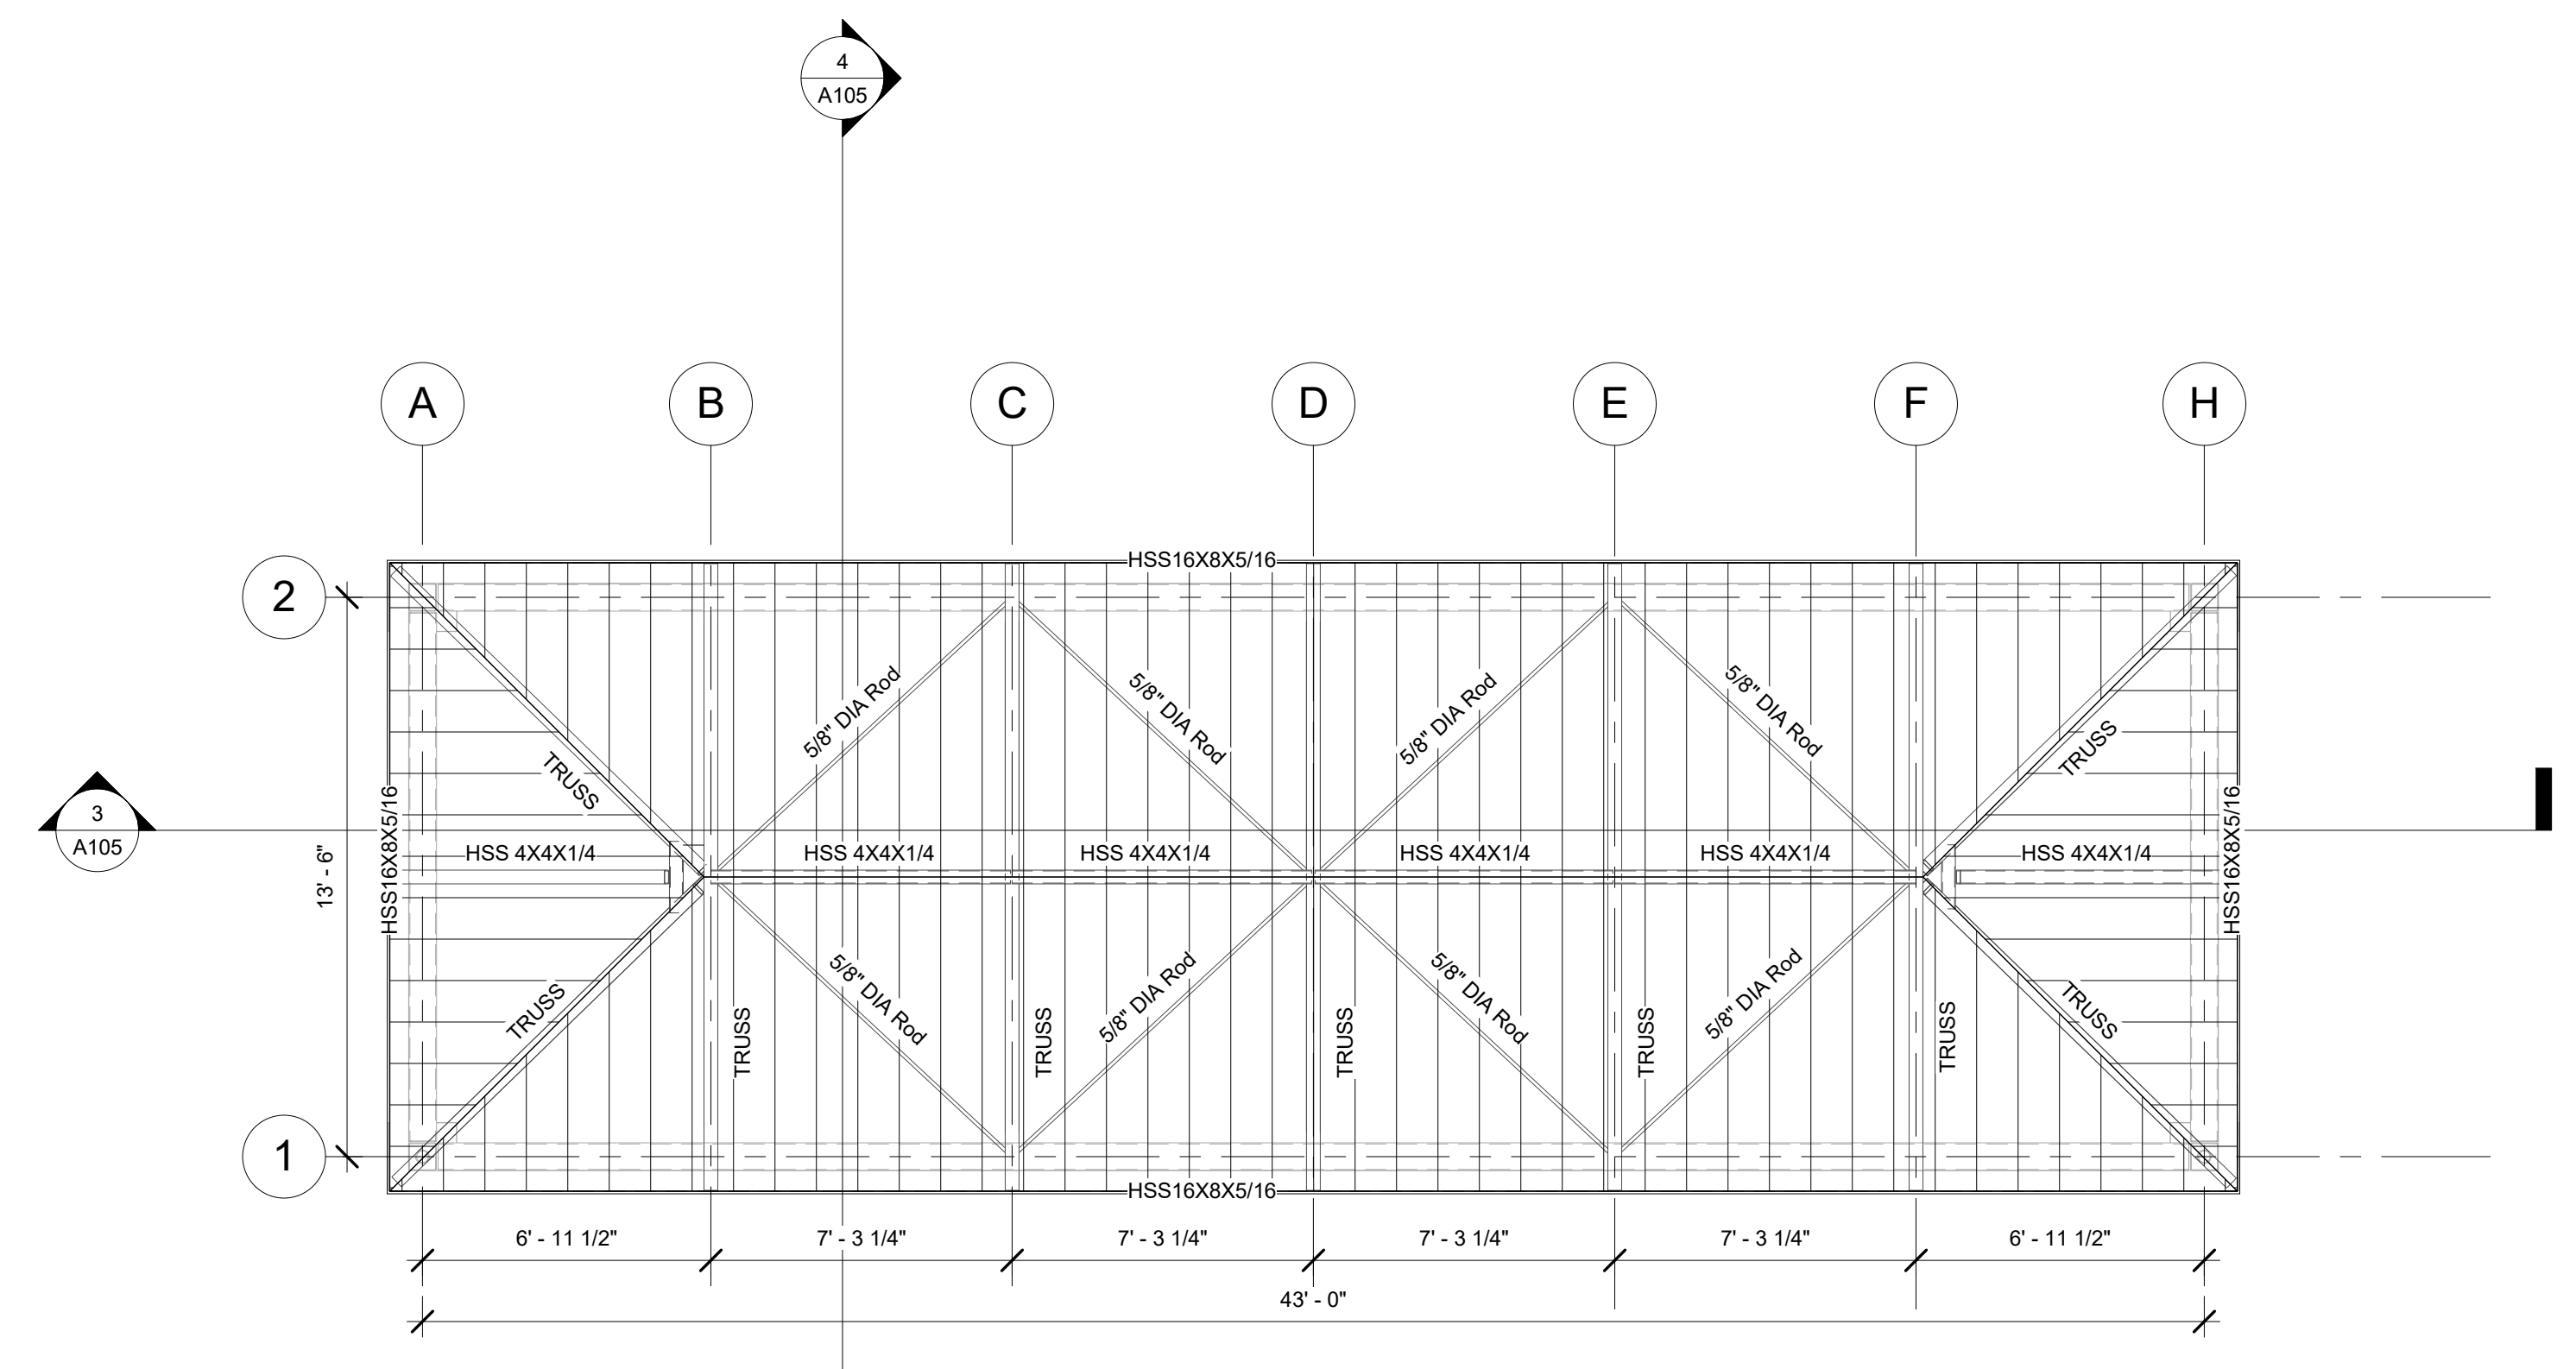 4
A105
A
B
C
D
E
F
H
HSS16X8X5/16
2
5/8" DIA Rod
5/8" DIA Rod
5/8" DIA Rod
5/8" DIA Rod
TRUSS
TRUSS
3
A105
13' - 6"
HSS16X8X5/16
HSS 4X4X1/4
HSS 4X4X1/4
HSS 4X4X1/4
HSS 4X4X1/4
HSS 4X4X1/4
HSS 4X4X1/4
HSS16X8X5/16
TRUSS
TRUSS
5/8" DIA Rod
TRUSS
5/8" DIA Rod
TRUSS
5/8" DIA Rod
TRUSS
5/8" DIA Rod
TRUSS
TRUSS
1
HSS16X8X5/16
6' - 11 1/2"
7' - 3 1/4"
7' - 3 1/4"
7' - 3 1/4"
7' - 3 1/4"
6' - 11 1/2"
43' - 0"